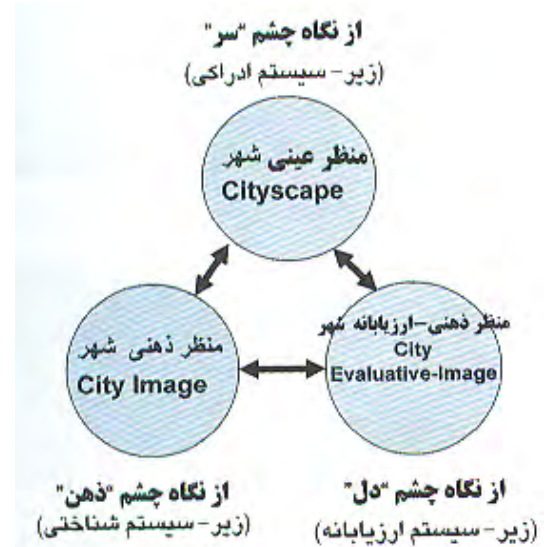 از نگاه چشم "سر"
(زیر-سیستم ادراکی)
منظر عینی شهر
Cityscape
منظر ذهنی شهر
City Image
منظر ذهنی-ارزیابانه شهر
City
Evaluative-Image
از نگاه چشم "ذهن"
(زیر-سیستم شناختی)
از نگاه چشم "دل"
(زیر-سیستم ارزیابانه)